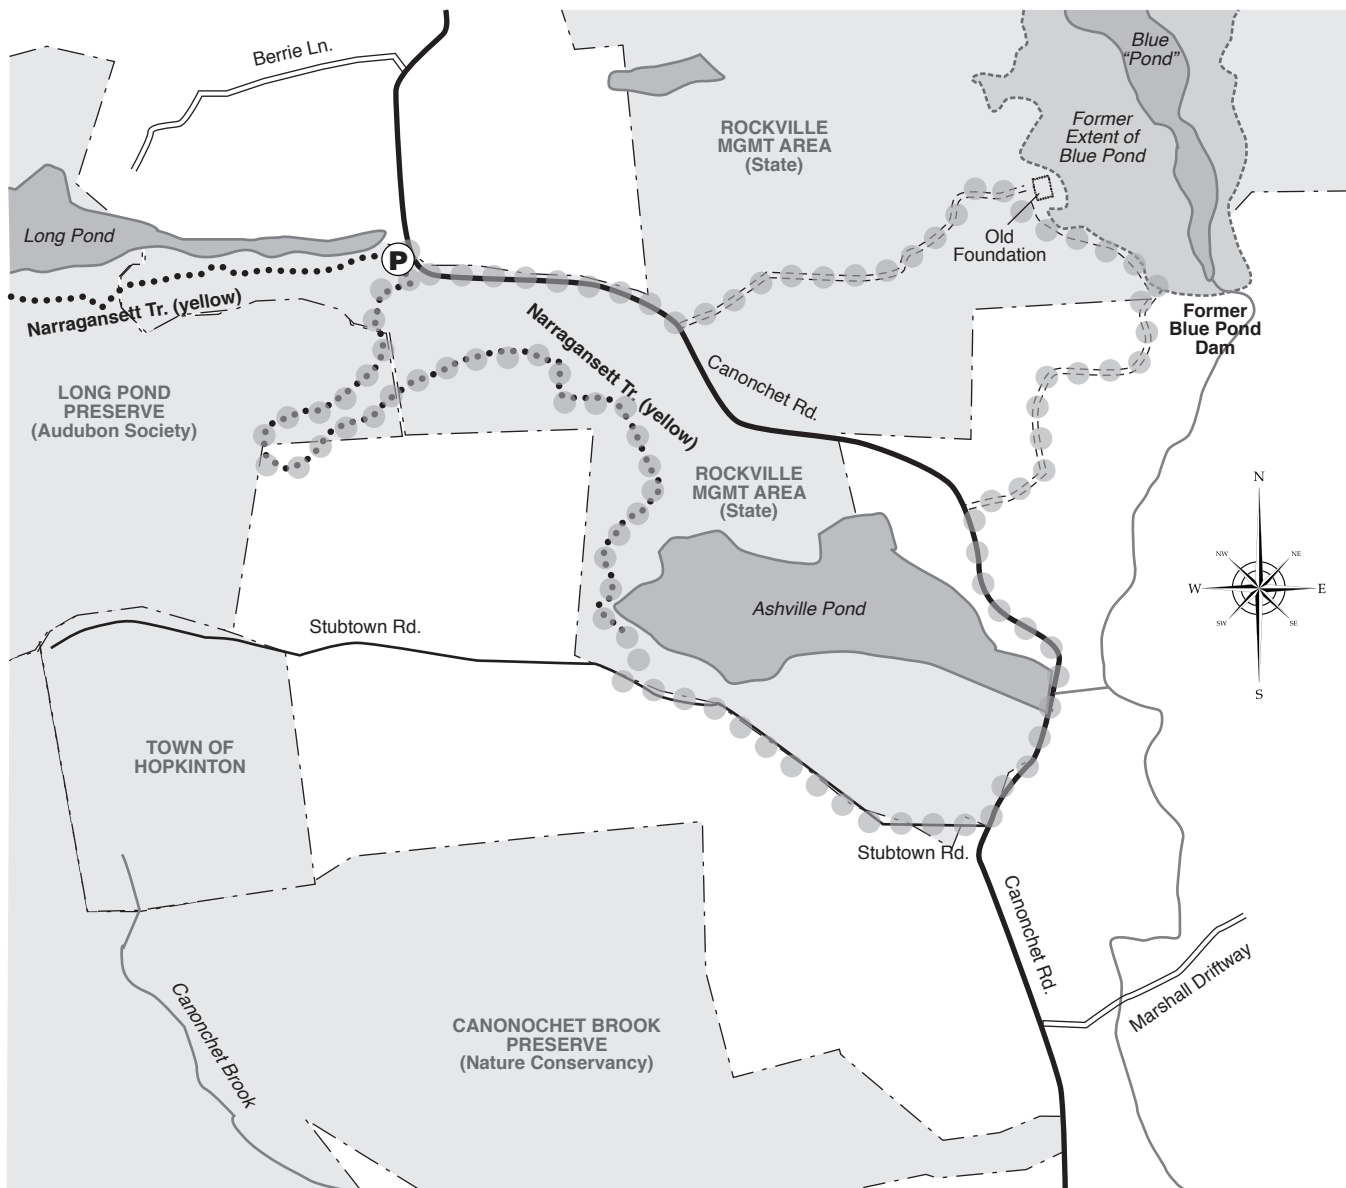 Berrie Ln.
Blue
“Pond”
Former
Extent of
Blue Pond
ROCKVILLE
MGMT AREA
(State)
Long Pond
P
Old
Foundation
Narragansett Tr. (yellow)
Narragansett Tr. (yellow)
Former
Blue Pond
Dam
Canonchet Rd.
LONG POND
PRESERVE
(Audubon Society)
ROCKVILLE
MGMT AREA
(State)
N
NW
NE
W
E
SW
SE
S
Ashville Pond
Stubtown Rd.
TOWN OF
HOPKINTON
Stubtown Rd.
Canonchet Rd.
Marshall Driftway
Canonchet Brook
CANONOCHET BROOK
PRESERVE
(Nature Conservancy)